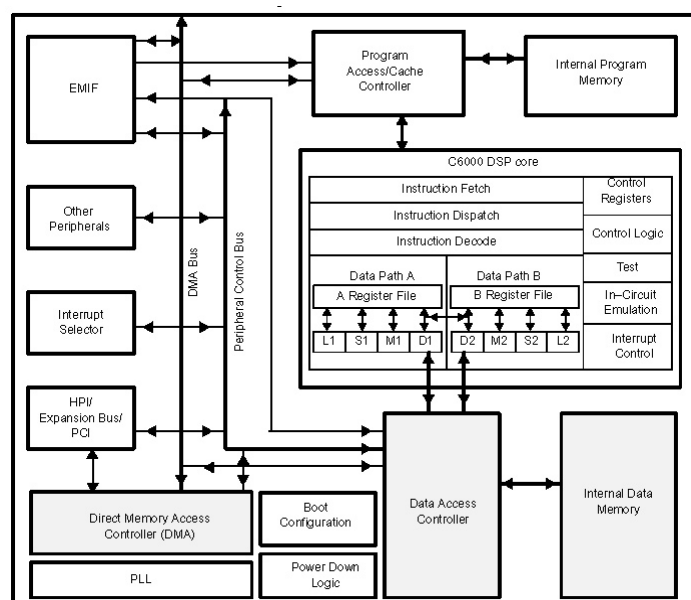 EMIF
Program
Access/Cache
Controller
Internal Program
Memory
C6000 DSP core
Instruction Fetch
Instruction Dispatch
Instruction Decode
Control
Registers
Control Logic
Test
In–Circuit
Emulation
Interrupt
Control
Data Path A
Data Path B
A Register File
B Register File
L1
S1
M1
D1
D2
M2
S2
L2
Other
Peripherals
Interrupt
Selector
HPI/
Expansion Bus/
PCI
DMA Bus
Peripheral Control Bus
Direct Memory Access
Controller (DMA)
PLL
Boot
Configuration
Power Down
Logic
Data Access
Controller
Internal Data
Memory